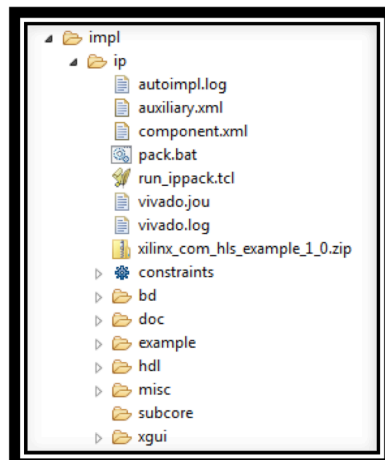 impl
ip
autoimpl.log
auxiliary.xml
component.xml
pack.bat
run_ippack.tcl
vivado.jou
vivado.log
xilinx_com_hls_example_1_0.zip
constraints
bd
doc
example
hdl
misc
subcore
xgui